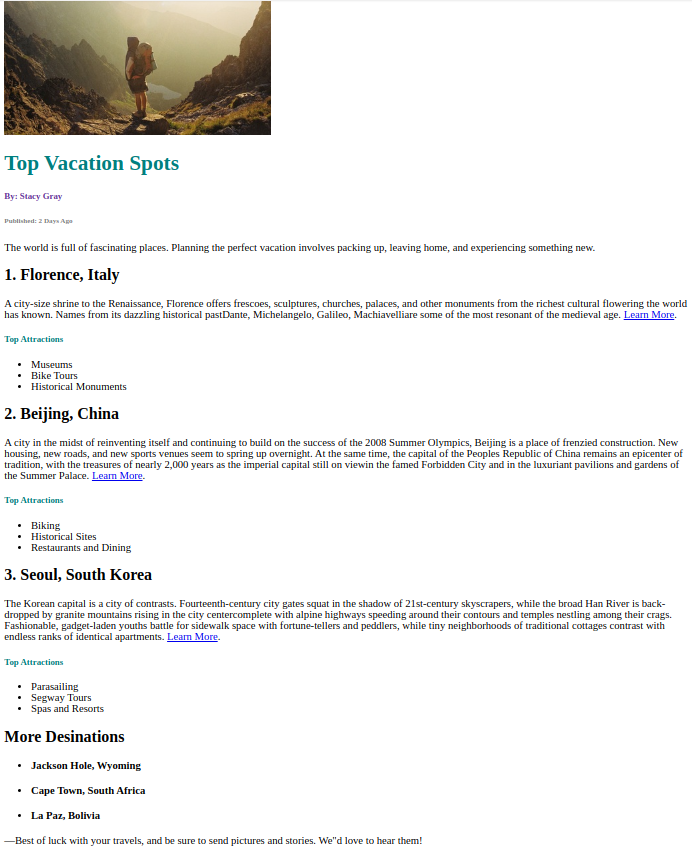 Top Vacation Spots
By: Stacy Gray
Published: 2 Days Ago
The world is full of fascinating places. Planning the perfect vacation involves packing up, leaving home, and experiencing something new.
1. Florence, Italy
A city-size shrine to the Renaissance, Florence offers frescoes, sculptures, churches, palaces, and other monuments from the richest cultural flowering the world
has known. Names from its dazzling historical pastDante, Michelangelo, Galileo, Machiavelliare some of the most resonant of the medieval age. Learn More.
Top Attractions
• Museums
• Bike Tours
• Historical Monuments
2. Beijing, China
A city in the midst of reinventing itself and continuing to build on the success of the 2008 Summer Olympics, Beijing is a place of frenzied construction. New
housing, new roads, and new sports venues seem to spring up overnight. At the same time, the capital of the Peoples Republic of China remains an epicenter of
tradition, with the treasures of nearly 2,000 years as the imperial capital still on viewin the famed Forbidden City and in the luxuriant pavilions and gardens of
the Summer Palace. Learn More.
Top Attractions
• Biking
• Historical Sites
• Restaurants and Dining
3. Seoul, South Korea
The Korean capital is a city of contrasts. Fourteenth-century city gates squat in the shadow of 21st-century skyscrapers, while the broad Han River is back-
dropped by granite mountains rising in the city centercomplete with alpine highways speeding around their contours and temples nestling among their crags.
Fashionable, gadget-laden youths battle for sidewalk space with fortune-tellers and peddlers, while tiny neighborhoods of traditional cottages contrast with
endless ranks of identical apartments. Learn More.
Top Attractions
• Parasailing
• Segway Tours
• Spas and Resorts
More Desinations
• Jackson Hole, Wyoming
• Cape Town, South Africa
• La Paz, Bolivia
—Best of luck with your travels, and be sure to send pictures and stories. We"d love to hear them!